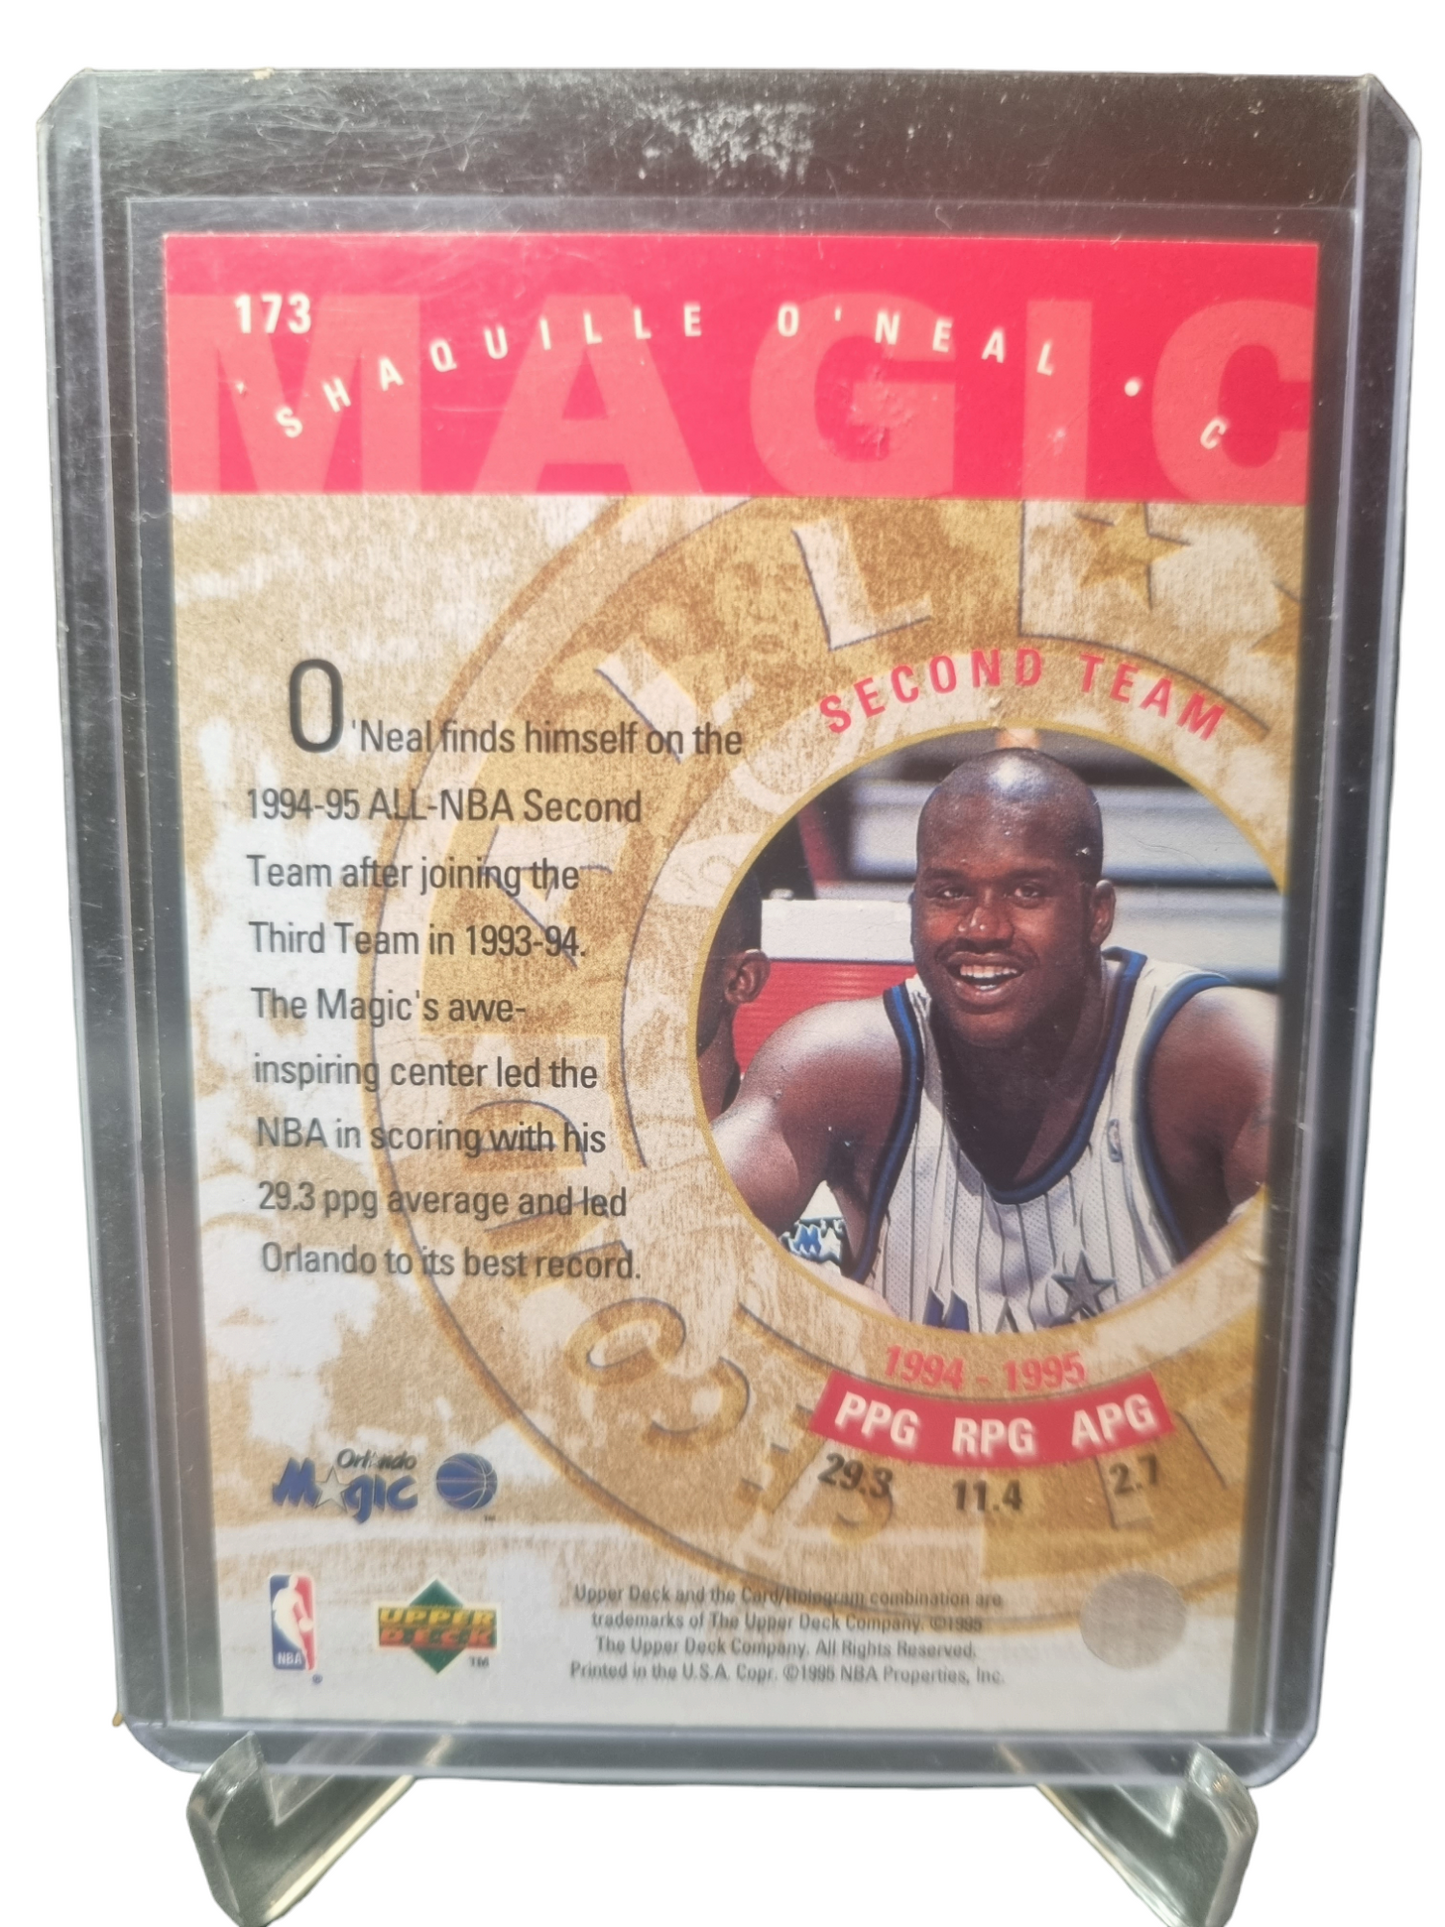 MAGIC
173
SHAQUILLE O'NEAL • C
SECOND TEAM
O'Neal finds himself on the
1994-95 ALL-NBA Second
Team after joining the
Third Team in 1993-94.
The Magic's awe-
inspiring center led the
NBA in scoring with his
29.3 ppg average and led
Orlando to its best record.
1994 - 1995
PPG RPG APG
29.3 11.4 2.7
Orlando
Magic
NBA
UPPER
DECK
TM
Upper Deck and the Card/Hologram combination are
trademarks of The Upper Deck Company. ©1995
The Upper Deck Company. All Rights Reserved.
Printed in the U.S.A. Copr. ©1995 NBA Properties, Inc.